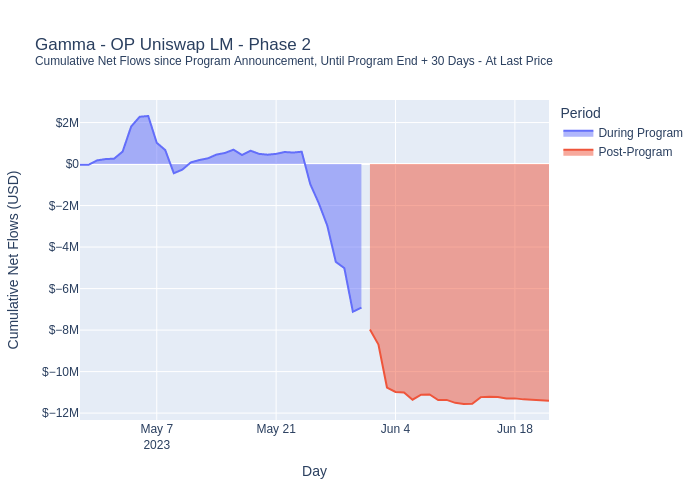 Gamma - OP Uniswap LM - Phase 2
Cumulative Net Flows since Program Announcement, Until Program End + 30 Days - At Last Price
Period
During Program
Post-Program
Cumulative Net Flows (USD)
$2M
$0
$−2M
$−4M
$−6M
$−8M
$−10M
$−12M
May 7
2023
May 21
Jun 4
Jun 18
Day